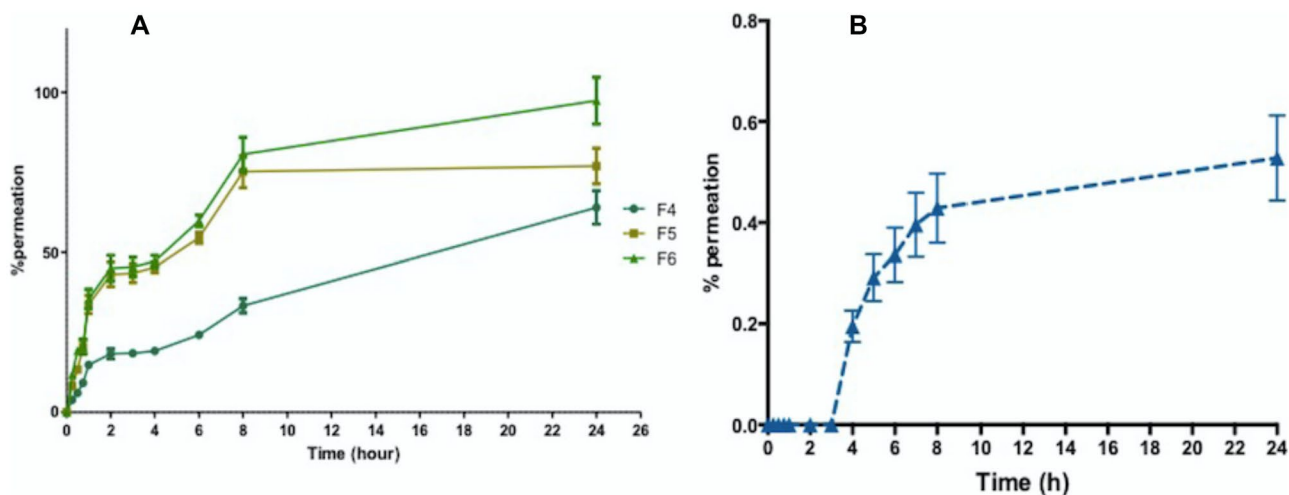 A
%permeation
100
50
0
0 2 4 6 8 10 12 14 16 18 20 22 24 26
Time (hour)
F4
F5
F6
B
% permeation
0.8
0.6
0.4
0.2
0.0
0 2 4 6 8 10 12 14 16 18 20 22 24
Time (h)